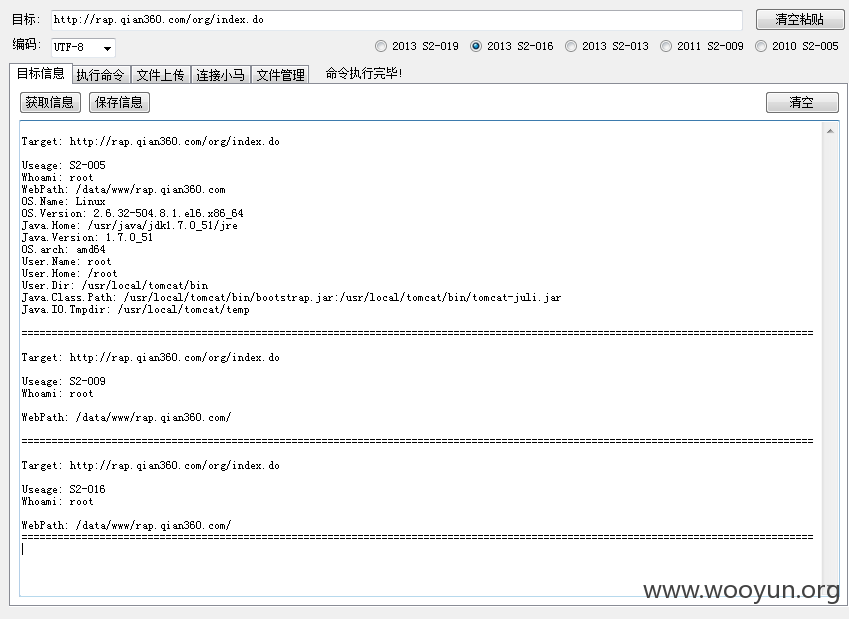 目标: http://rap.qian360.com/org/index.do 清空粘贴
编码: UTF-8 2013 S2-019 2013 S2-016 2013 S2-013 2011 S2-009 2010 S2-005
目标信息 执行命令 文件上传 连接小马 文件管理 命令执行完毕!
获取信息 保存信息 清空
Target: http://rap.qian360.com/org/index.do
Useage: S2-005
Whoami: root
WebPath: /data/www/rap.qian360.com
OS.Name: Linux
OS.Version: 2.6.32-504.8.1.el6.x86_64
Java.Home: /usr/java/jdk1.7.0_51/jre
Java.Version: 1.7.0_51
OS.arch: amd64
User.Name: root
User.Home: /root
User.Dir: /usr/local/tomcat/bin
Java.Class.Path: /usr/local/tomcat/bin/bootstrap.jar:/usr/local/tomcat/bin/tomcat-juli.jar
Java.IO.Tmpdir: /usr/local/tomcat/temp
====================================================================================================================================
Target: http://rap.qian360.com/org/index.do
Useage: S2-009
Whoami: root
WebPath: /data/www/rap.qian360.com/
====================================================================================================================================
Target: http://rap.qian360.com/org/index.do
Useage: S2-016
Whoami: root
WebPath: /data/www/rap.qian360.com/
====================================================================================================================================
www.wooyun.org